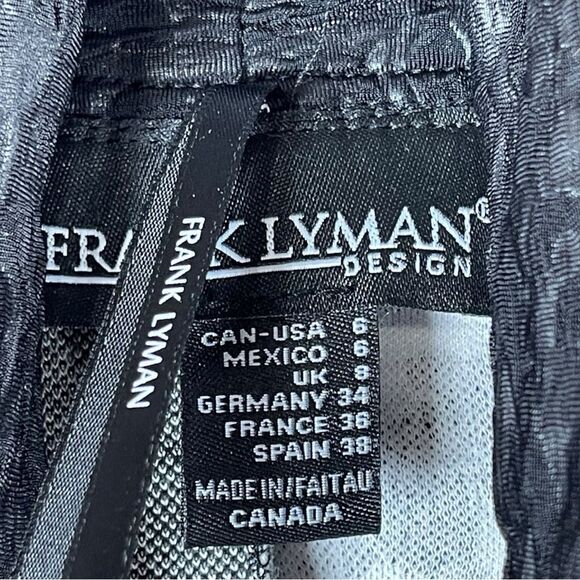 FRANK LYMAN®
DESIGN
FRANK LYMAN
CAN-USA 6
MEXICO 6
UK 8
GERMANY 34
FRANCE 36
SPAIN 38
MADE IN/FAIT AU
CANADA